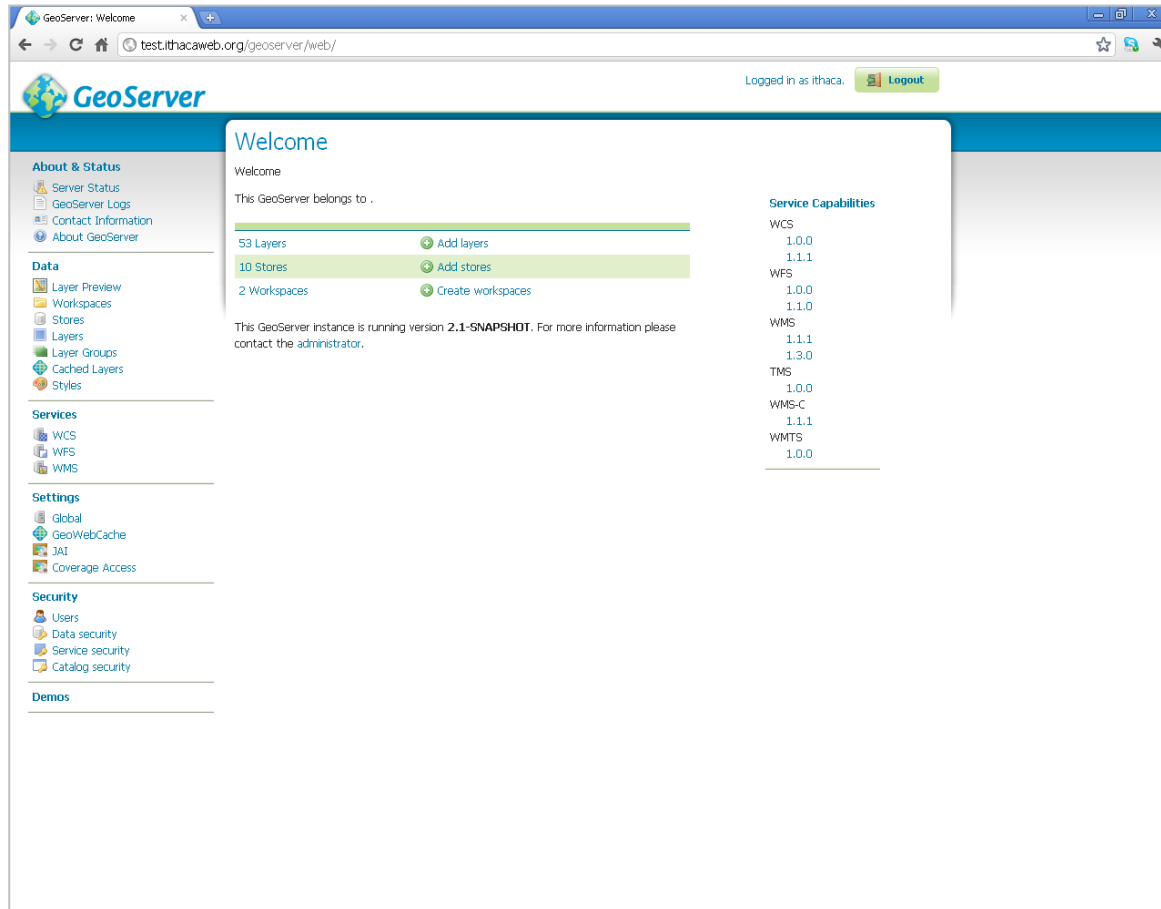 GeoServer: Welcome
test.ithacaweb.org/geoserver/web/
GeoServer
Logged in as ithaca.
Logout
About & Status
Server Status
GeoServer Logs
Contact Information
About GeoServer
Data
Layer Preview
Workspaces
Stores
Layers
Layer Groups
Cached Layers
Styles
Services
WCS
WFS
WMS
Settings
Global
GeoWebCache
JAI
Coverage Access
Security
Users
Data security
Service security
Catalog security
Demos
Welcome
Welcome
This GeoServer belongs to .
53 Layers Add layers
10 Stores Add stores
2 Workspaces Create workspaces
This GeoServer instance is running version 2.1-SNAPSHOT. For more information please
contact the administrator.
Service Capabilities
WCS
1.0.0
1.1.1
WFS
1.0.0
1.1.0
WMS
1.1.1
1.3.0
TMS
1.0.0
WMS-C
1.1.1
WMTS
1.0.0